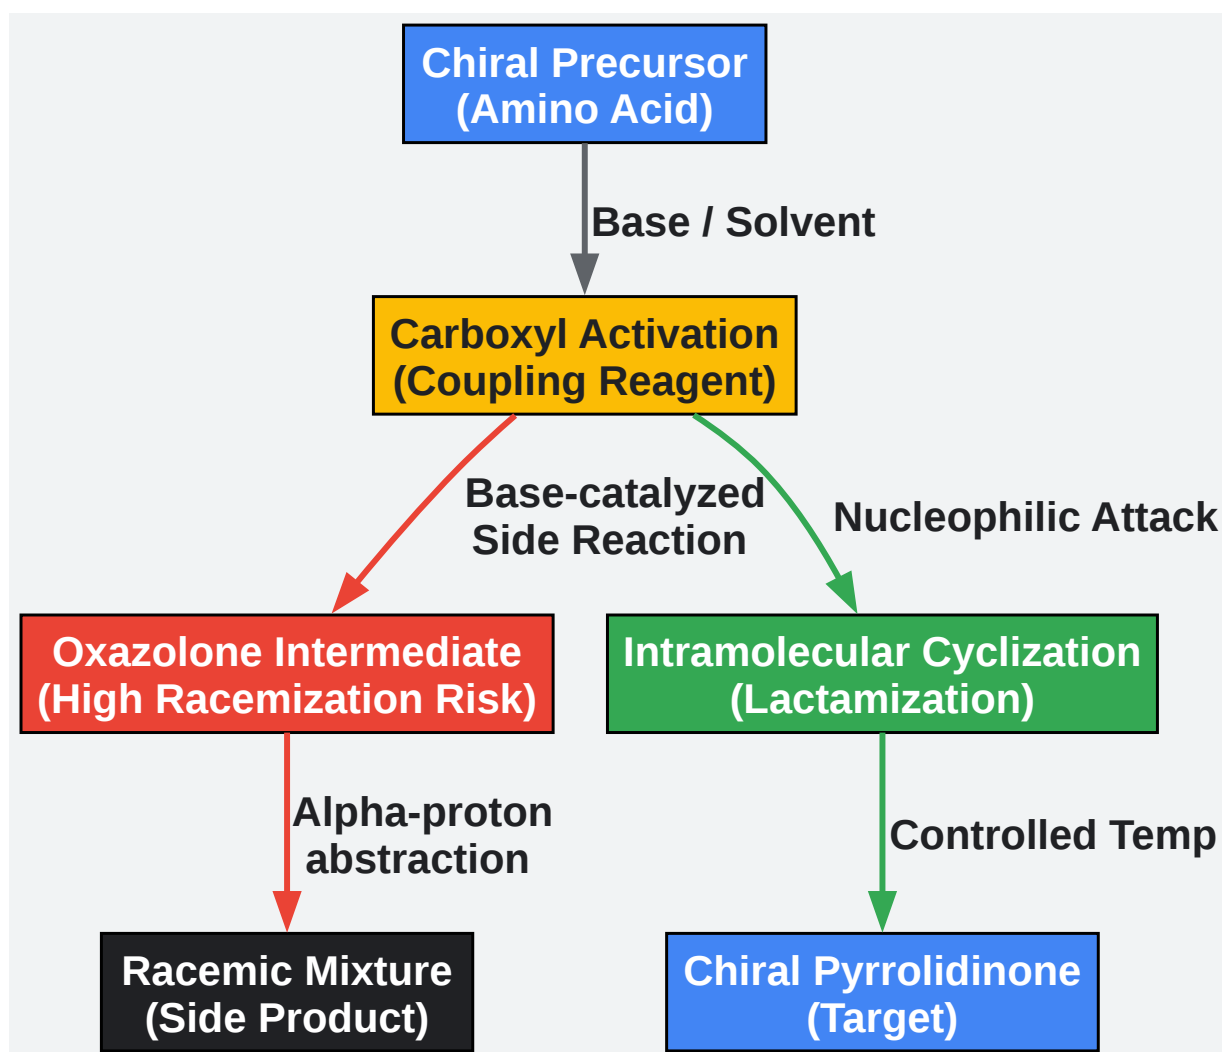 Chiral Precursor
(Amino Acid)
Base / Solvent
Carboxyl Activation
(Coupling Reagent)
Base-catalyzed
Side Reaction
Nucleophilic Attack
Oxazolone Intermediate
(High Racemization Risk)
Intramolecular Cyclization
(Lactamization)
Alpha-proton
abstraction
Controlled Temp
Racemic Mixture
(Side Product)
Chiral Pyrrolidinone
(Target)